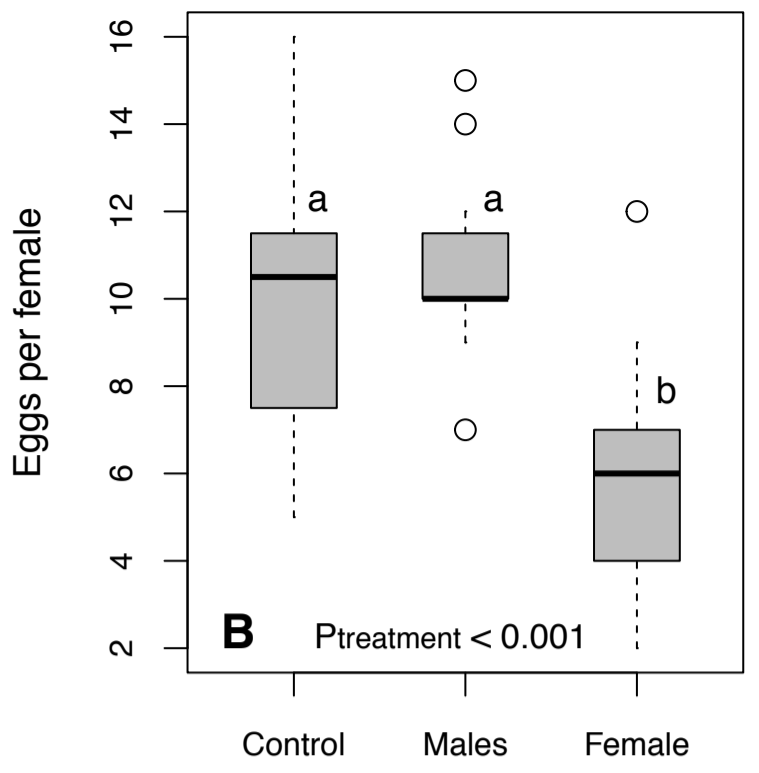 Eggs per female
16
14
12
10
8
6
4
2
a
a
b
B
Ptreatment < 0.001
Control
Males
Female